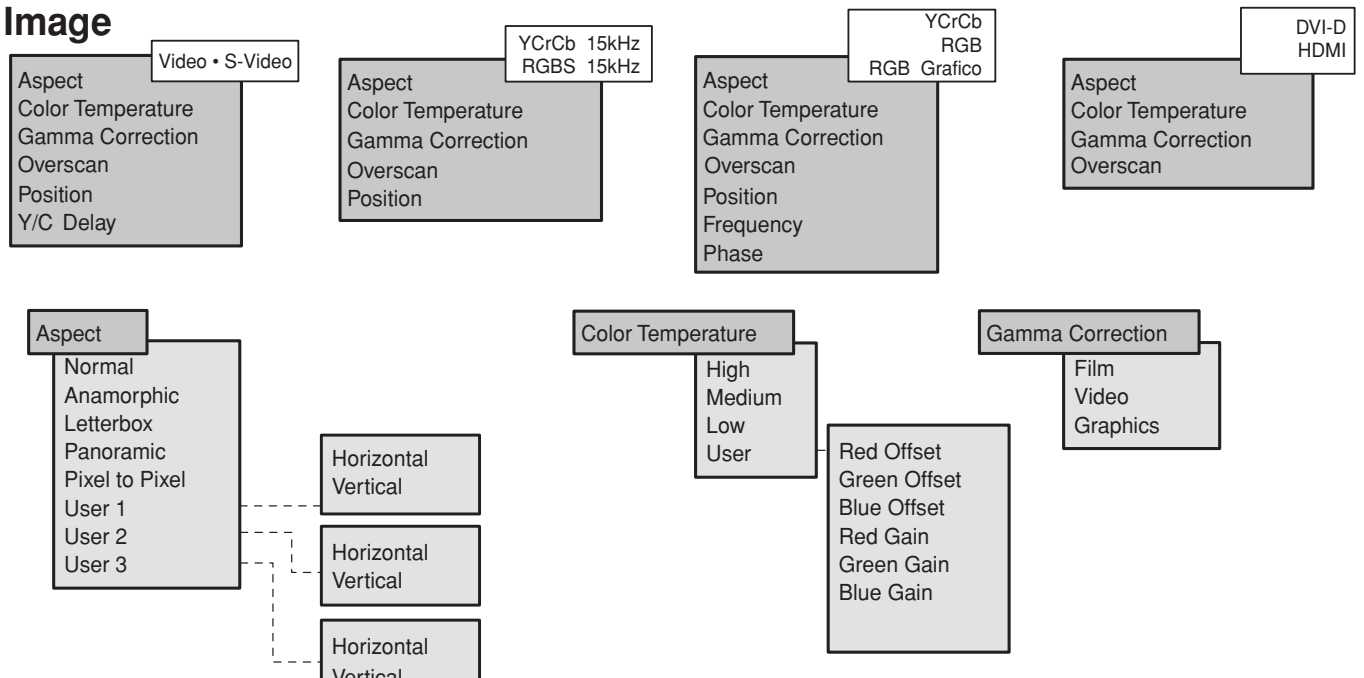 Image
Video • S-Video
Aspect
Color Temperature
Gamma Correction
Overscan
Position
Y/C Delay
YCrCb 15kHz
RGBS 15kHz
Aspect
Color Temperature
Gamma Correction
Overscan
Position
YCrCb
RGB
RGB Grafico
Aspect
Color Temperature
Gamma Correction
Overscan
Position
Frequency
Phase
DVI-D
HDMI
Aspect
Color Temperature
Gamma Correction
Overscan
Aspect
Normal
Anamorphic
Letterbox
Panoramic
Pixel to Pixel
User 1
User 2
User 3
Horizontal
Vertical
Horizontal
Vertical
Horizontal
Vertical
Color Temperature
High
Medium
Low
User
Red Offset
Green Offset
Blue Offset
Red Gain
Green Gain
Blue Gain
Gamma Correction
Film
Video
Graphics